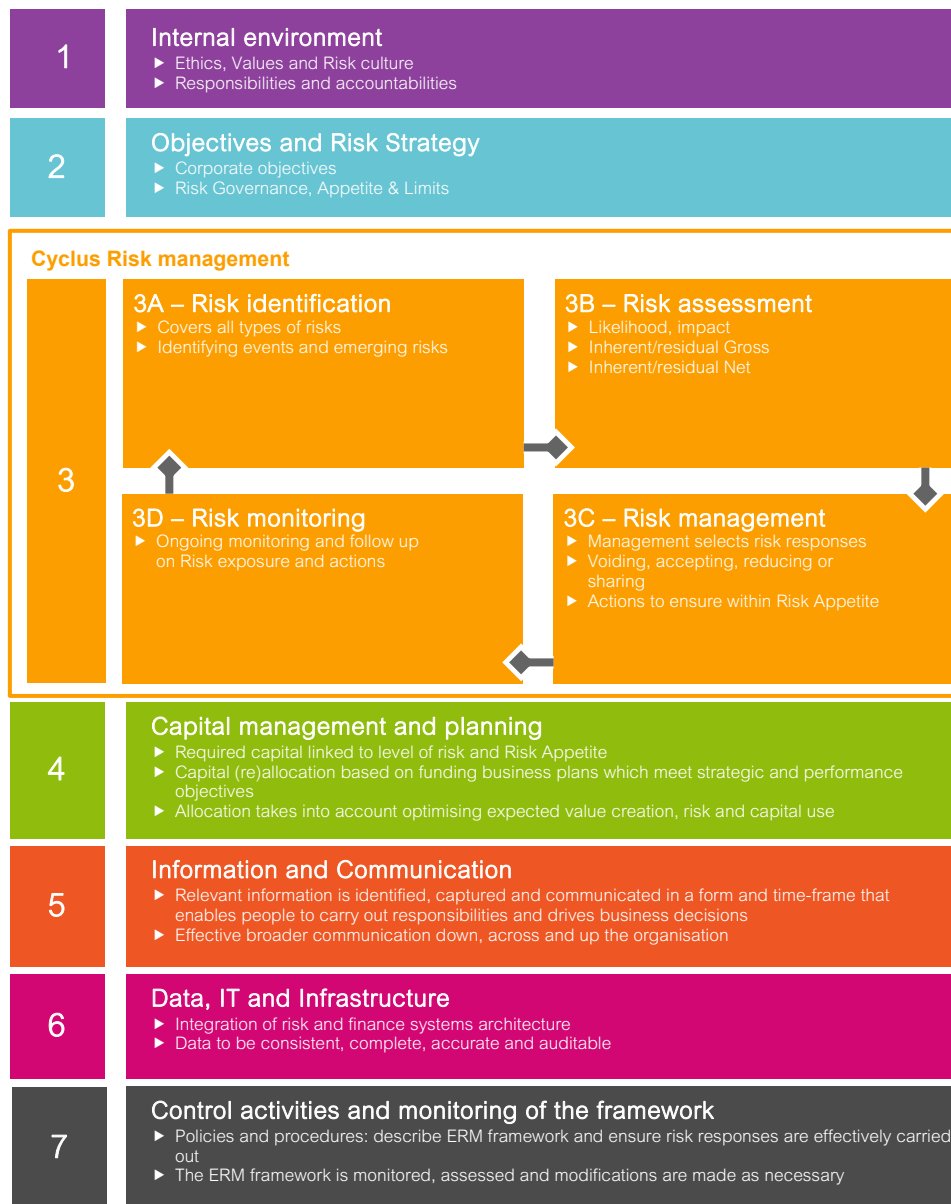 1
Internal environment
► Ethics, Values and Risk culture
► Responsibilities and accountabilities
2
Objectives and Risk Strategy
► Corporate objectives
► Risk Governance, Appetite & Limits
Cyclus Risk management
3
3A – Risk identification
► Covers all types of risks
► Identifying events and emerging risks
3B – Risk assessment
► Likelihood, impact
► Inherent/residual Gross
► Inherent/residual Net
3C – Risk management
► Management selects risk responses
► Voiding, accepting, reducing or
sharing
► Actions to ensure within Risk Appetite
3D – Risk monitoring
► Ongoing monitoring and follow up
on Risk exposure and actions
4
Capital management and planning
► Required capital linked to level of risk and Risk Appetite
► Capital (re)allocation based on funding business plans which meet strategic and performance
objectives
► Allocation takes into account optimising expected value creation, risk and capital use
5
Information and Communication
► Relevant information is identified, captured and communicated in a form and time-frame that
enables people to carry out responsibilities and drives business decisions
► Effective broader communication down, across and up the organisation
6
Data, IT and Infrastructure
► Integration of risk and finance systems architecture
► Data to be consistent, complete, accurate and auditable
7
Control activities and monitoring of the framework
► Policies and procedures: describe ERM framework and ensure risk responses are effectively carried
out
► The ERM framework is monitored, assessed and modifications are made as necessary